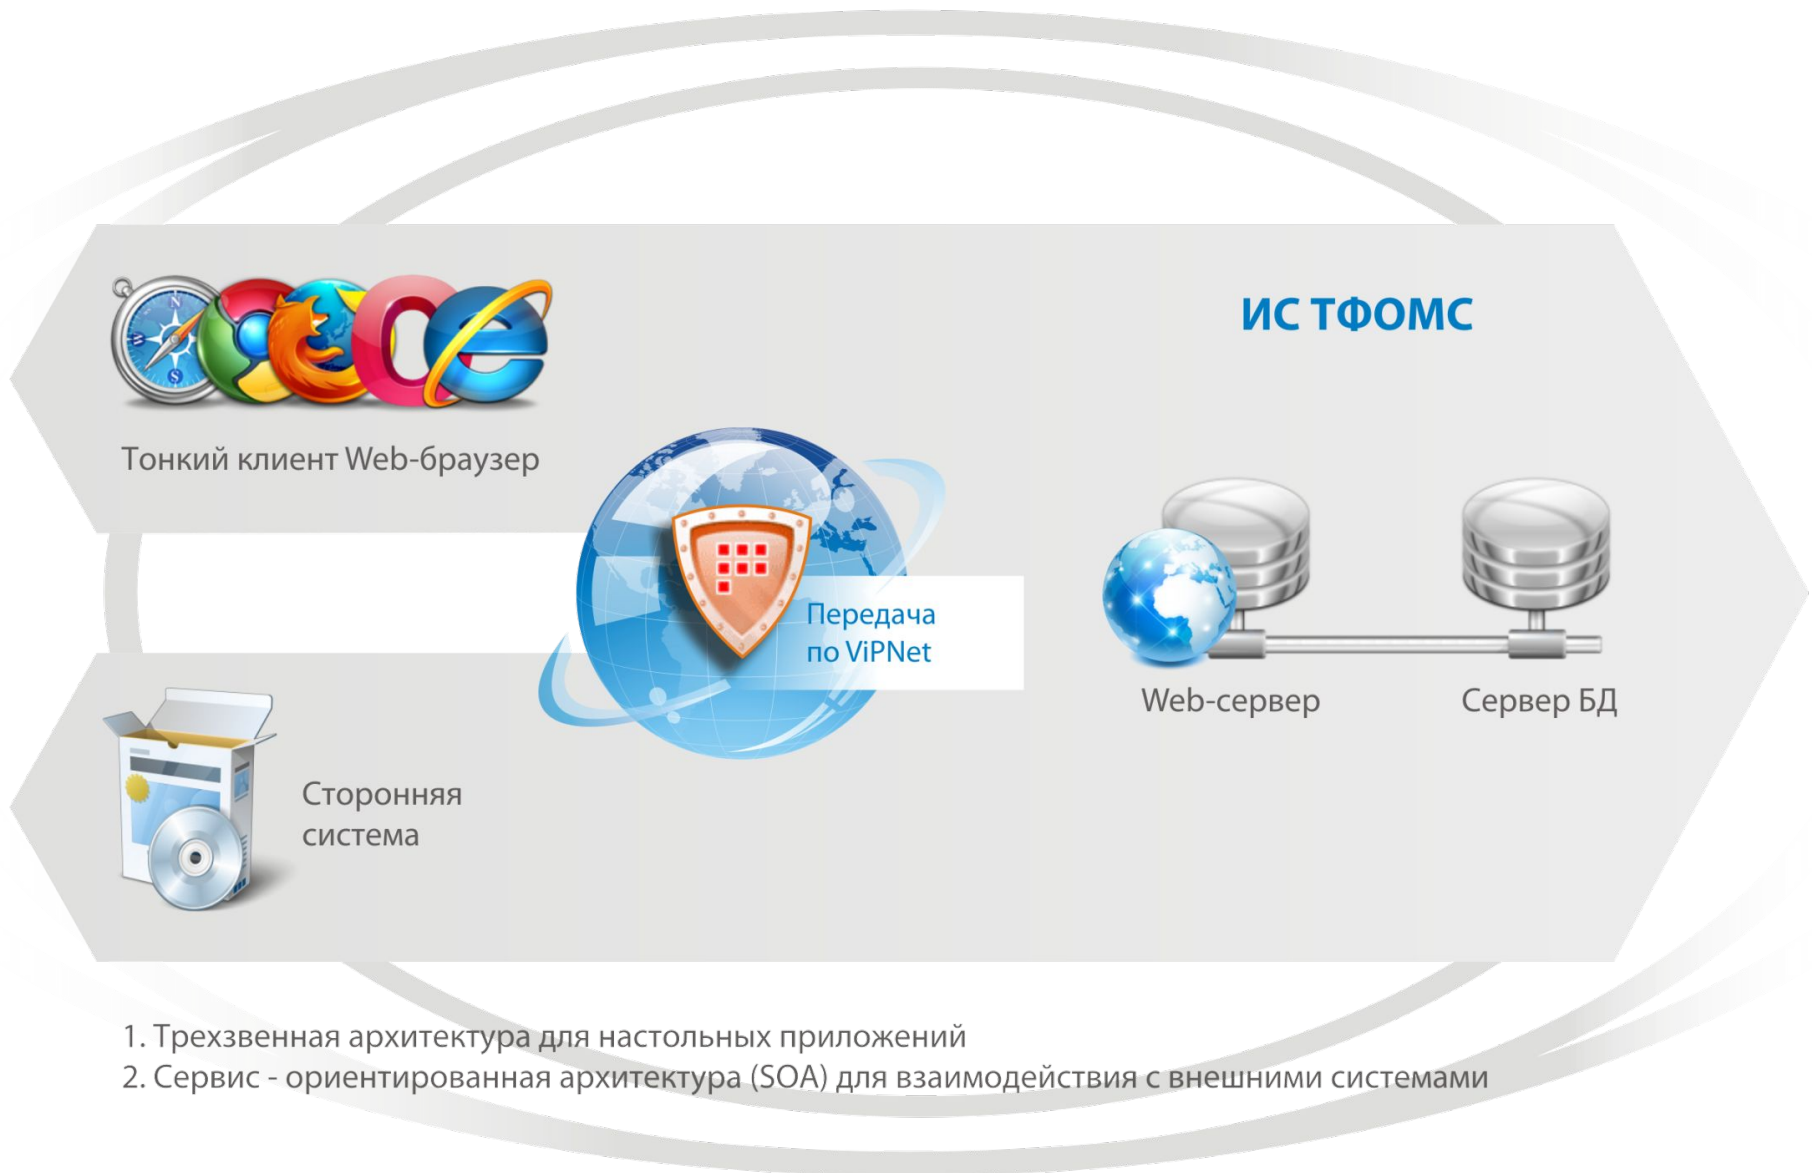 ИС ТФОМС
Тонкий клиент Web-браузер
Передача
по ViPNet
Web-сервер
Сервер БД
Сторонняя
система
1. Трехзвенная архитектура для настольных приложений
2. Сервис - ориентированная архитектура (SOA) для взаимодействия с внешними системами